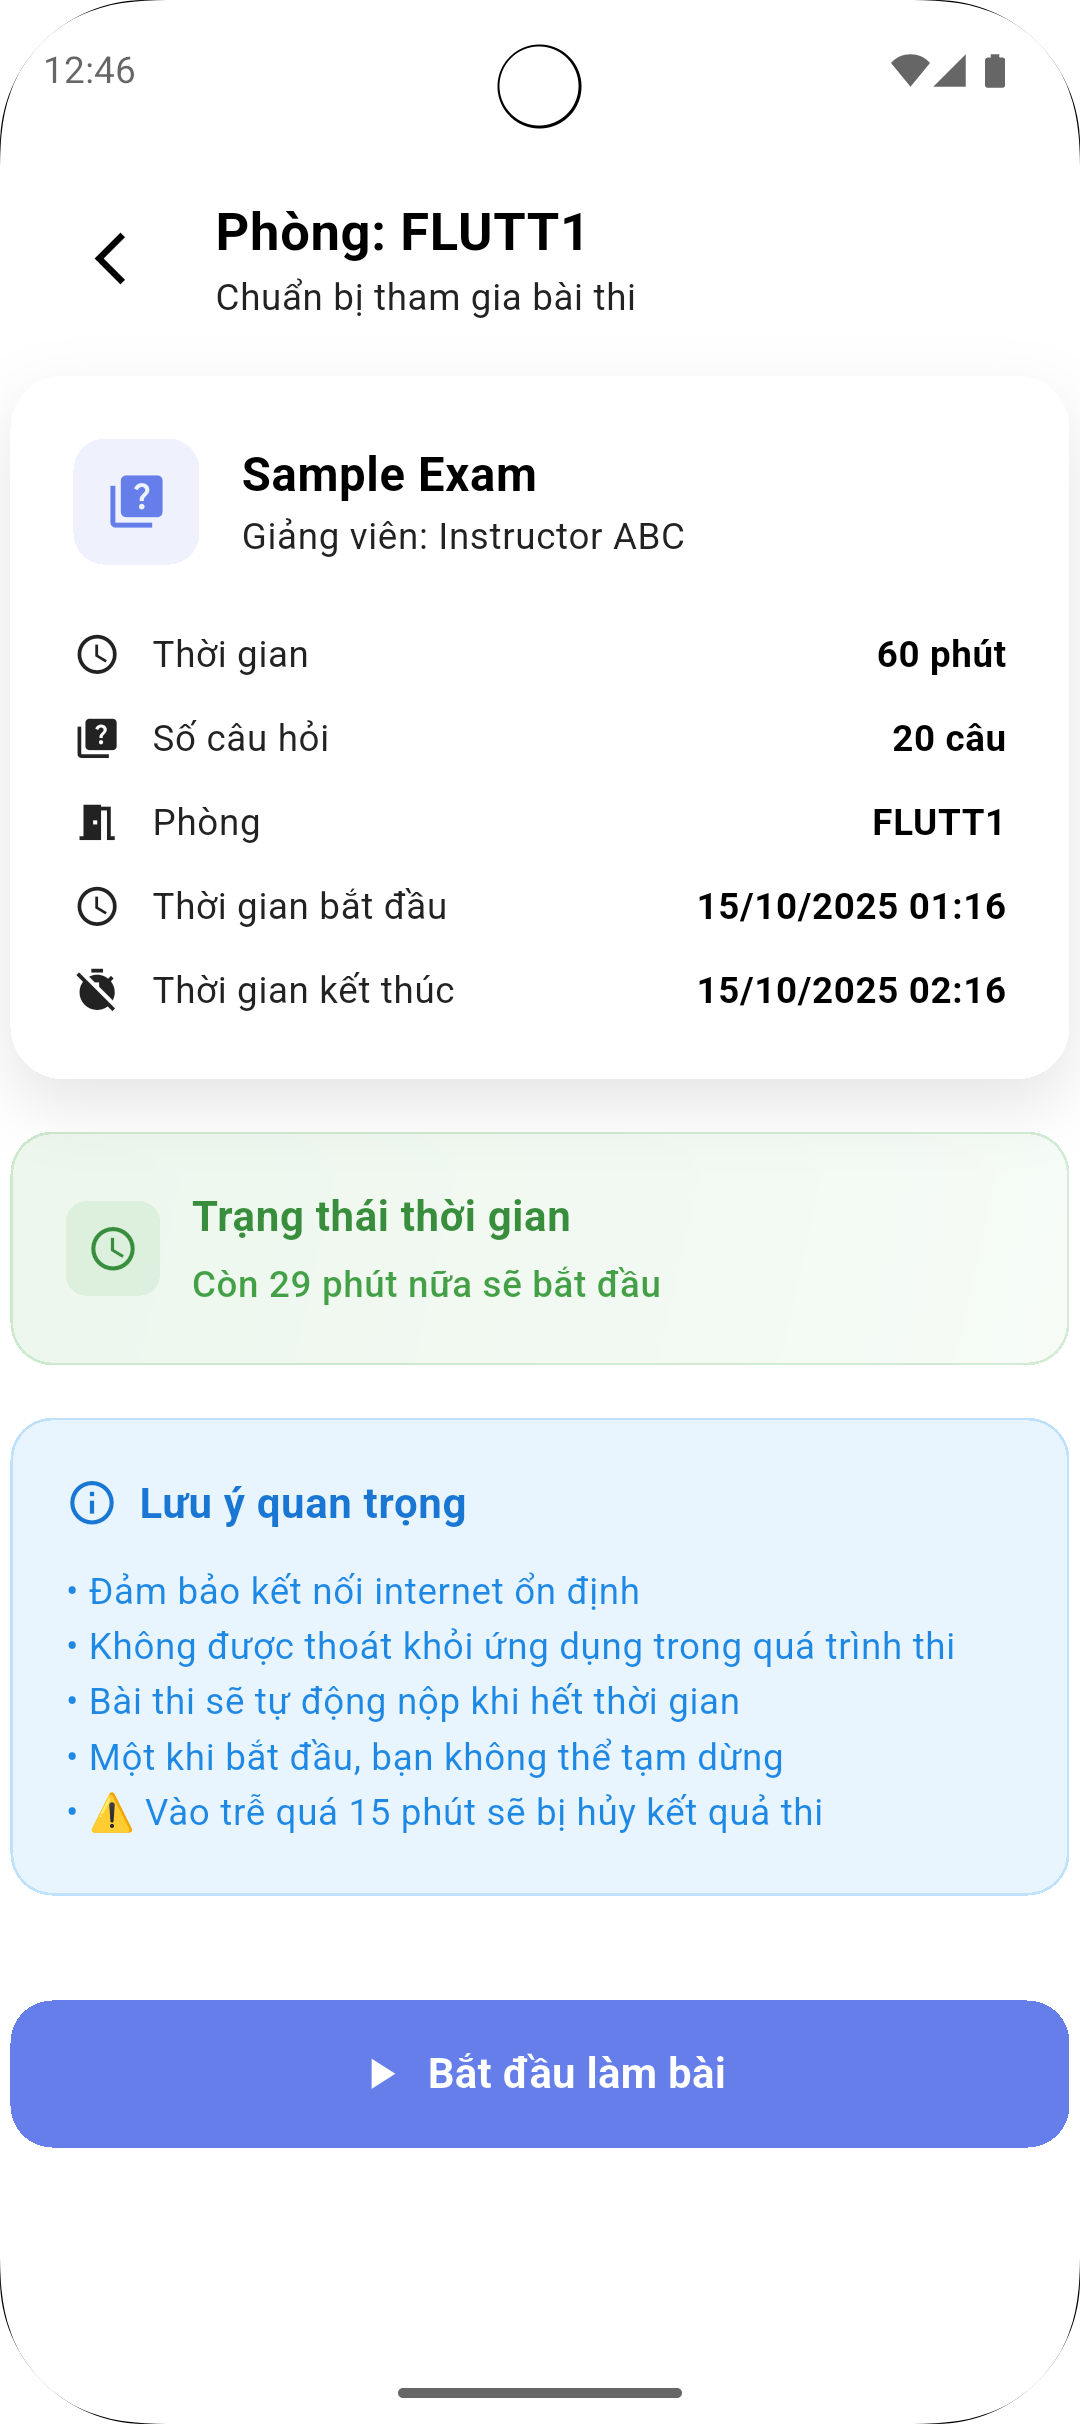 12:46
Phòng: FLUTT1
Chuẩn bị tham gia bài thi
Sample Exam
Giảng viên: Instructor ABC
Thời gian 60 phút
Số câu hỏi 20 câu
Phòng FLUTT1
Thời gian bắt đầu 15/10/2025 01:16
Thời gian kết thúc 15/10/2025 02:16
Trạng thái thời gian
Còn 29 phút nữa sẽ bắt đầu
Lưu ý quan trọng
• Đảm bảo kết nối internet ổn định
• Không được thoát khỏi ứng dụng trong quá trình thi
• Bài thi sẽ tự động nộp khi hết thời gian
• Một khi bắt đầu, bạn không thể tạm dừng
• ⚠️ Vào trễ quá 15 phút sẽ bị hủy kết quả thi
Bắt đầu làm bài